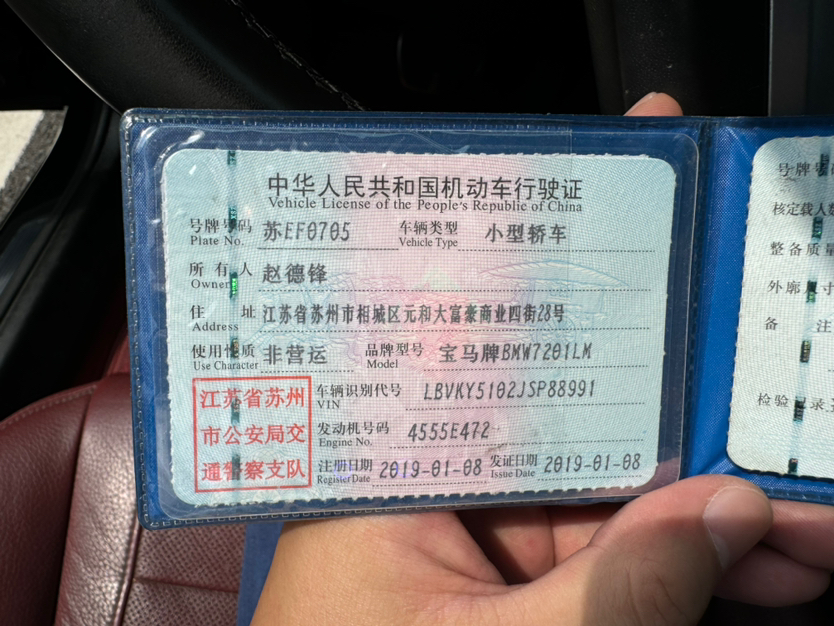 中华人民共和国机动车行驶证
Vehicle License of the People's Republic of China
号牌号码 苏EF0705 车辆类型 小型轿车
Plate No. Vehicle Type
所有人 赵德锋
Owner
住址 江苏省苏州市相城区元和大富豪商业四街28号
Address
使用性质 非营运 品牌型号 宝马牌BMW7201LM
Use Character Model
车辆识别代号 LBVKY5102JSP88991
VIN
发动机号码 4555E472
Engine No.
注册日期 2019-01-08 发证日期 2019-01-08
Register Date Issue Date
江苏省苏州
市公安局交
通警察支队
号牌号
核定载人
整备质量
外廓尺寸
备注
检验记录